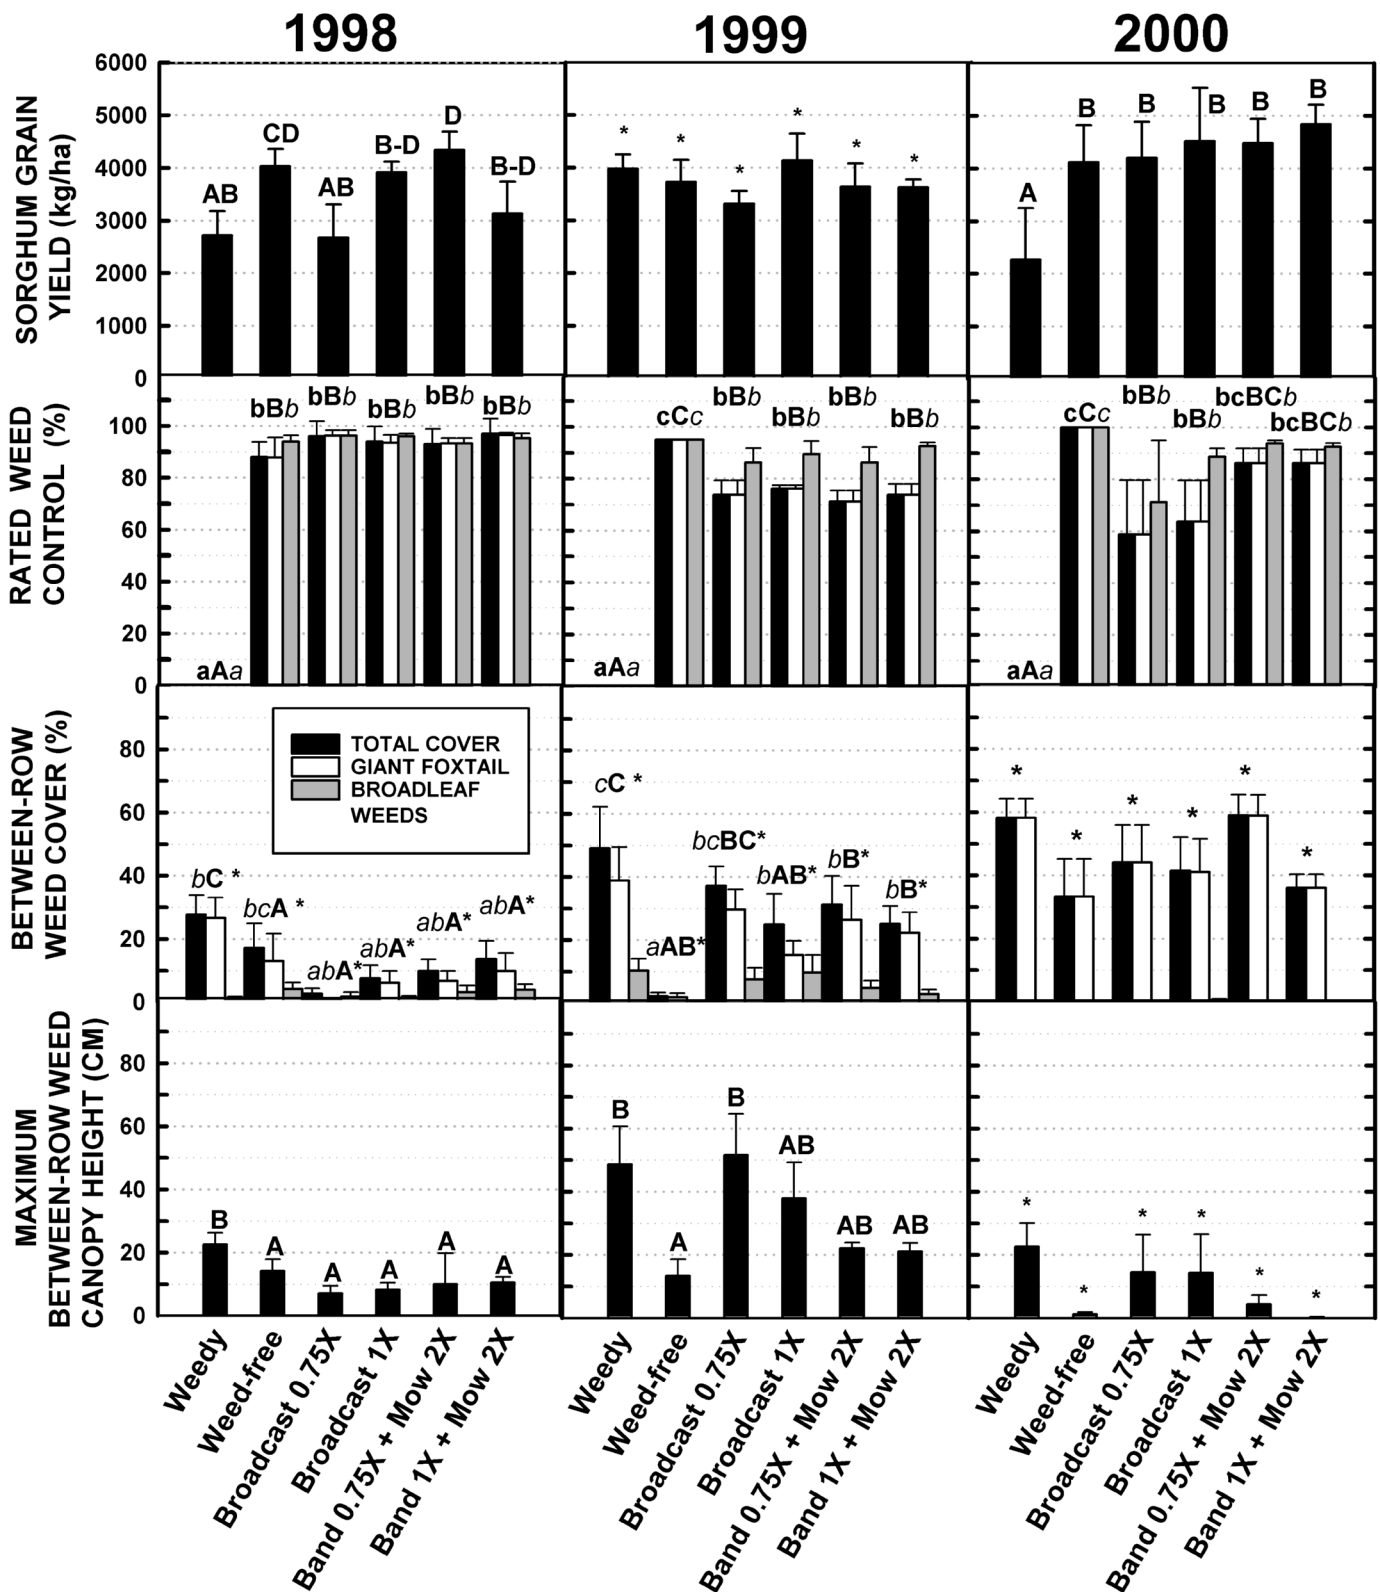 1998 1999 2000
SORGHUM GRAIN
YIELD (kg/ha)
6000
5000
4000
3000
2000
1000
0
AB CD AB B-D D B-D
* * * * * *
A B B B B B
RATED WEED
CONTROL (%)
100
80
60
40
20
0
aAa bBb bBb bBb bBb bBb
aAa cCc bBb bBb bBb bBb
aAa cCc bBb bBb bcBCb bcBCb
BETWEEN-ROW
WEED COVER (%)
80
60
40
20
0
TOTAL COVER
GIANT FOXTAIL
BROADLEAF
WEEDS
bC * bcA * abA* abA* abA* abA*
cC * aAB* bcBC* bAB* bB* bB*
* * * * * *
MAXIMUM
BETWEEN-ROW WEED
CANOPY HEIGHT (CM)
80
60
40
20
0
B A A A A A
B A B AB AB AB
* * * * * *
Weedy
Weed-free
Broadcast 0.75X
Broadcast 1X
Band 0.75X + Mow 2X
Band 1X + Mow 2X
Weedy
Weed-free
Broadcast 0.75X
Broadcast 1X
Band 0.75X + Mow 2X
Band 1X + Mow 2X
Weedy
Weed-free
Broadcast 0.75X
Broadcast 1X
Band 0.75X + Mow 2X
Band 1X + Mow 2X